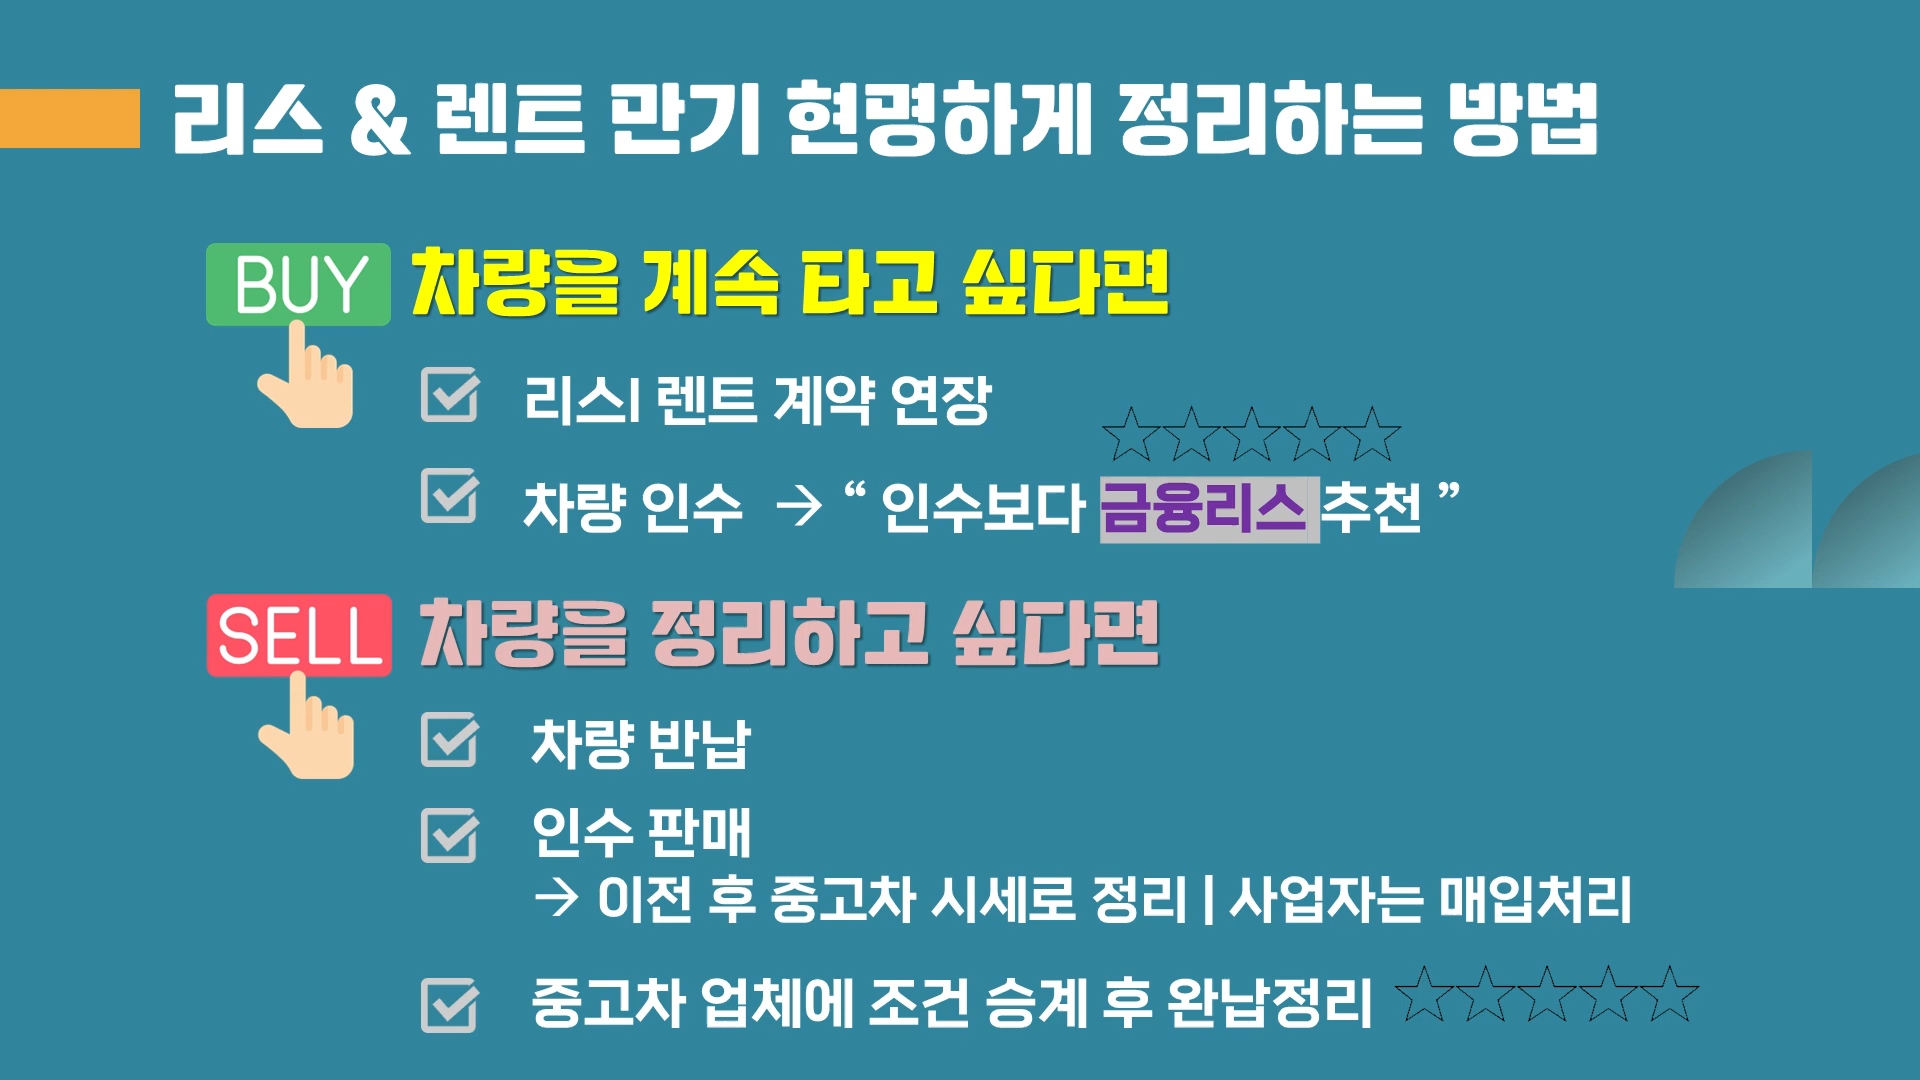 리스 & 렌트 만기 현명하게 정리하는 방법
BUY 차량을 계속 타고 싶다면
리스l 렌트 계약 연장
☆☆☆☆☆
차량 인수 → “ 인수보다 금융리스 추천 ”
SELL 차량을 정리하고 싶다면
차량 반납
인수 판매
→ 이전 후 중고차 시세로 정리 | 사업자는 매입처리
중고차 업체에 조건 승계 후 완납정리 ☆☆☆☆☆